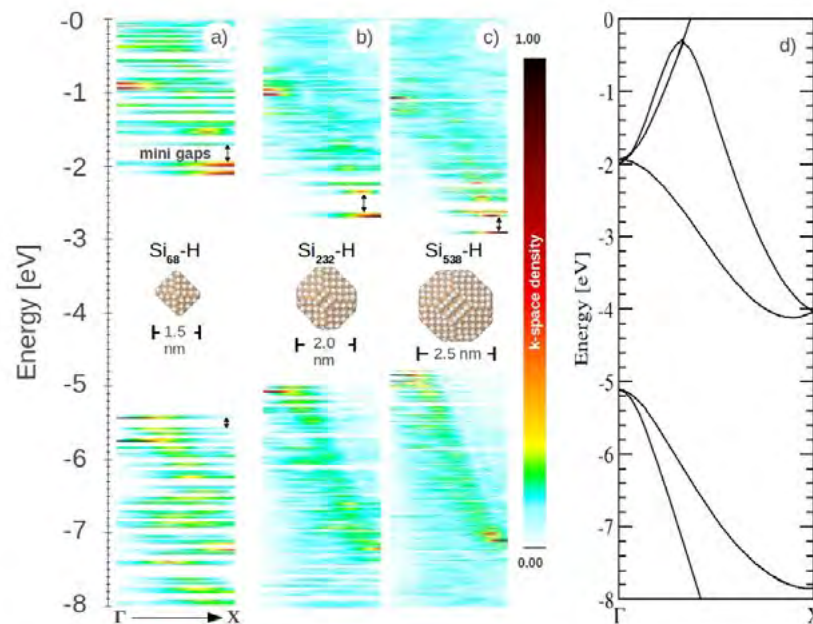 -0
-1
-2
-3
-4
-5
-6
-7
-8
Energy [eV]
a)
b)
c)
mini gaps
Si68-H
Si232-H
Si538-H
1.5
nm
2.0
nm
2.5 nm
Γ
X
1.00
k-space density
0.00
d)
0
-1
-2
-3
-4
-5
-6
-7
-8
Energy [eV]
Γ
X